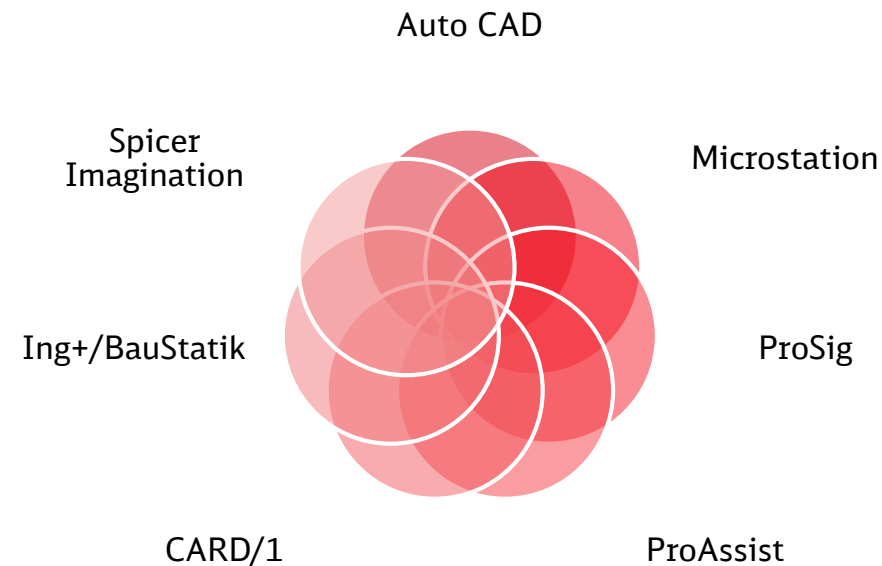 Auto CAD
Spicer
Imagination
Microstation
Ing+/BauStatik
ProSig
CARD/1
ProAssist